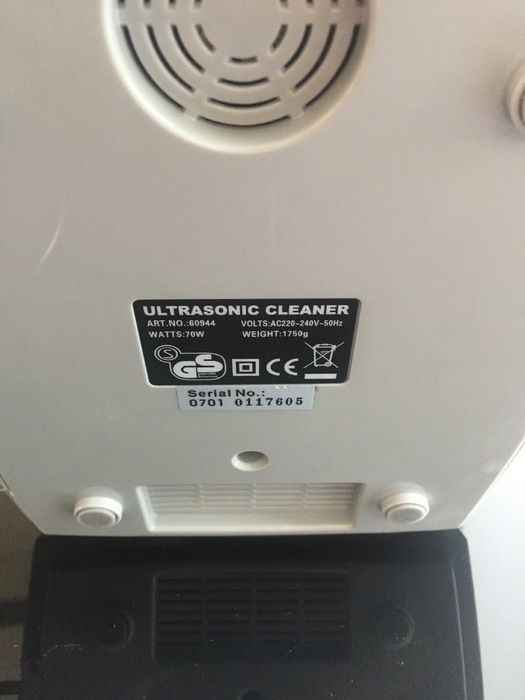 ULTRASONIC CLEANER
ART.NO.:60944 VOLTS:AC220-240V~50Hz
WATTS:70W WEIGHT:1750g
S GS CE
Serial No.:
0701 0117605